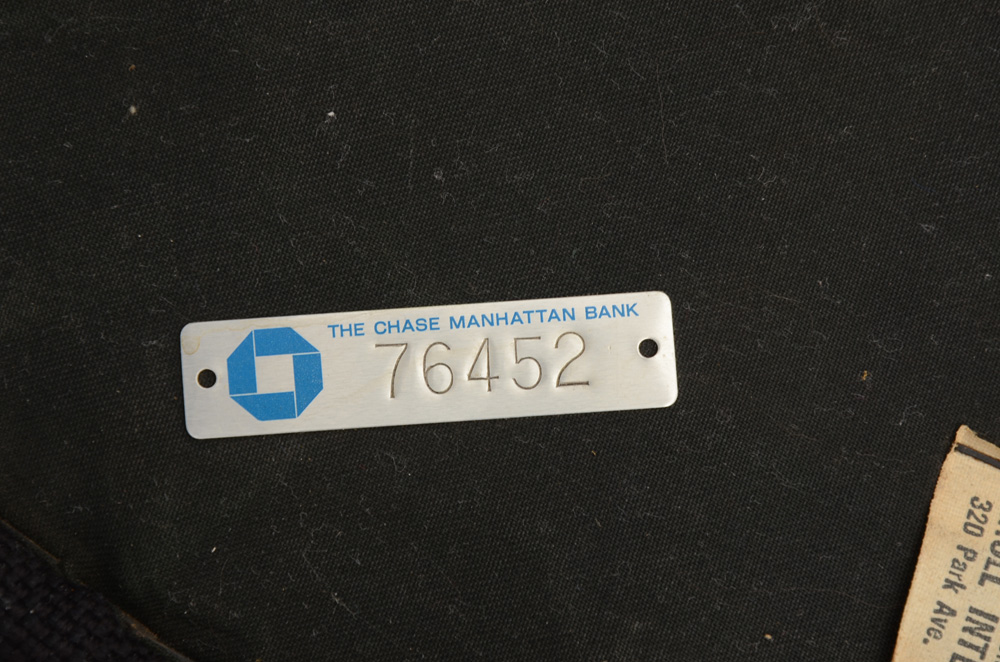 THE CHASE MANHATTAN BANK
76452
320 Park Ave.